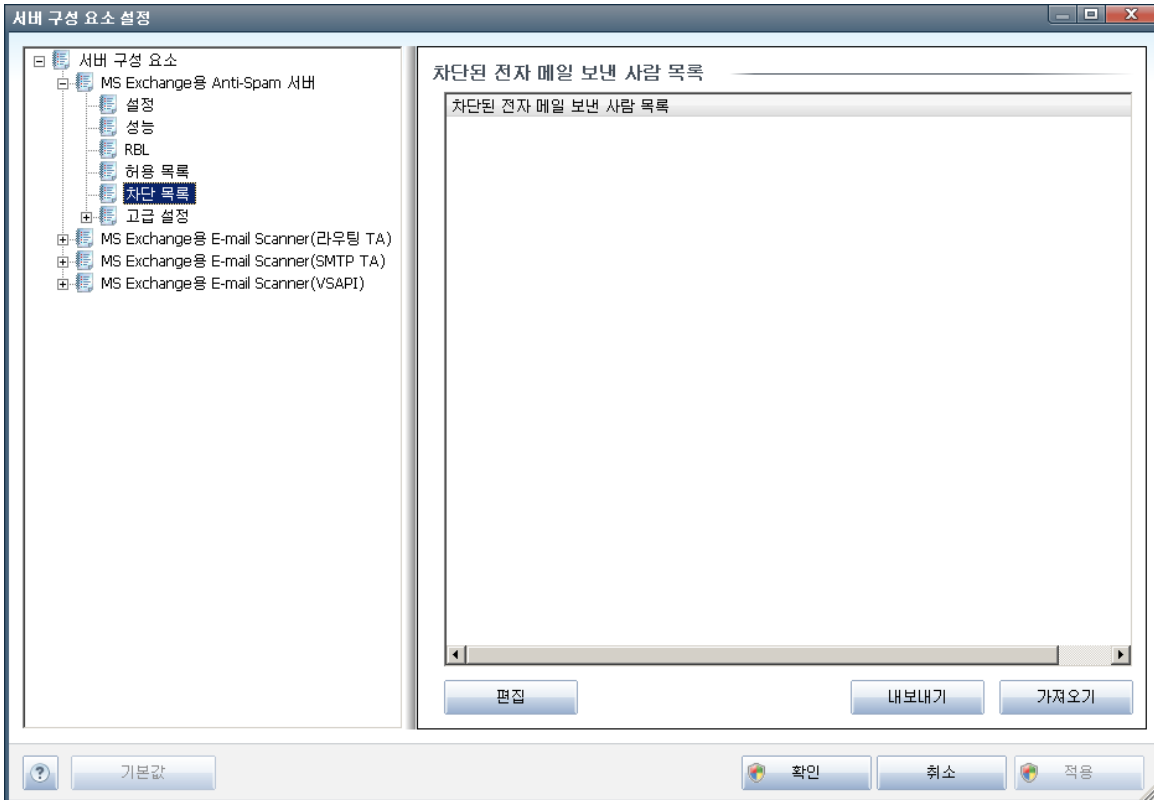 서버 구성 요소 설정
서버 구성 요소
MS Exchange용 Anti-Spam 서버
설정
성능
RBL
허용 목록
차단 목록
고급 설정
MS Exchange용 E-mail Scanner(라우팅 TA)
MS Exchange용 E-mail Scanner(SMTP TA)
MS Exchange용 E-mail Scanner(VSAPI)
차단된 전자 메일 보낸 사람 목록
차단된 전자 메일 보낸 사람 목록
편집
내보내기
가져오기
기본값
확인
취소
적용